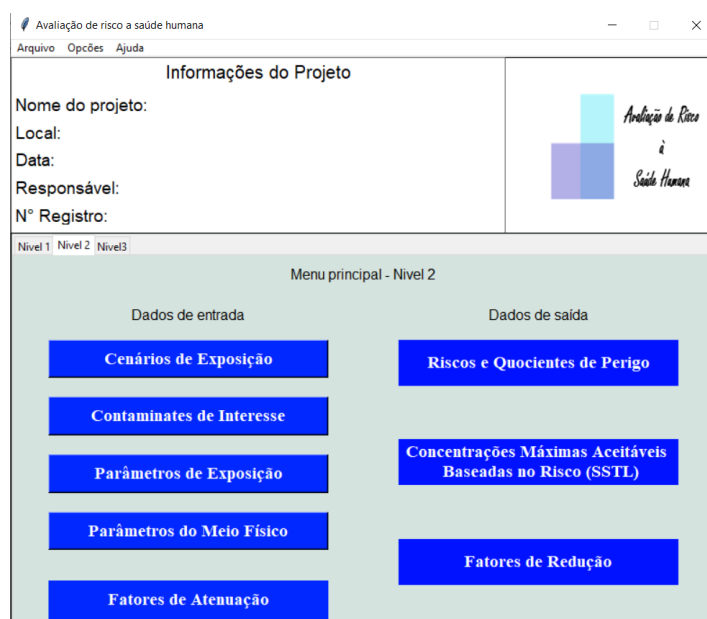 Avaliação de risco a saúde humana
Arquivo Opcões Ajuda
Informações do Projeto
Nome do projeto:
Local:
Data:
Responsável:
N° Registro:
Avaliação de Risco
à
Saúde Humana
Nivel 1 Nivel 2 Nivel3
Menu principal - Nivel 2
Dados de entrada
Cenários de Exposição
Contaminates de Interesse
Parâmetros de Exposição
Parâmetros do Meio Físico
Fatores de Atenuação
Dados de saída
Riscos e Quocientes de Perigo
Concentrações Máximas Aceitáveis
Baseadas no Risco (SSTL)
Fatores de Redução